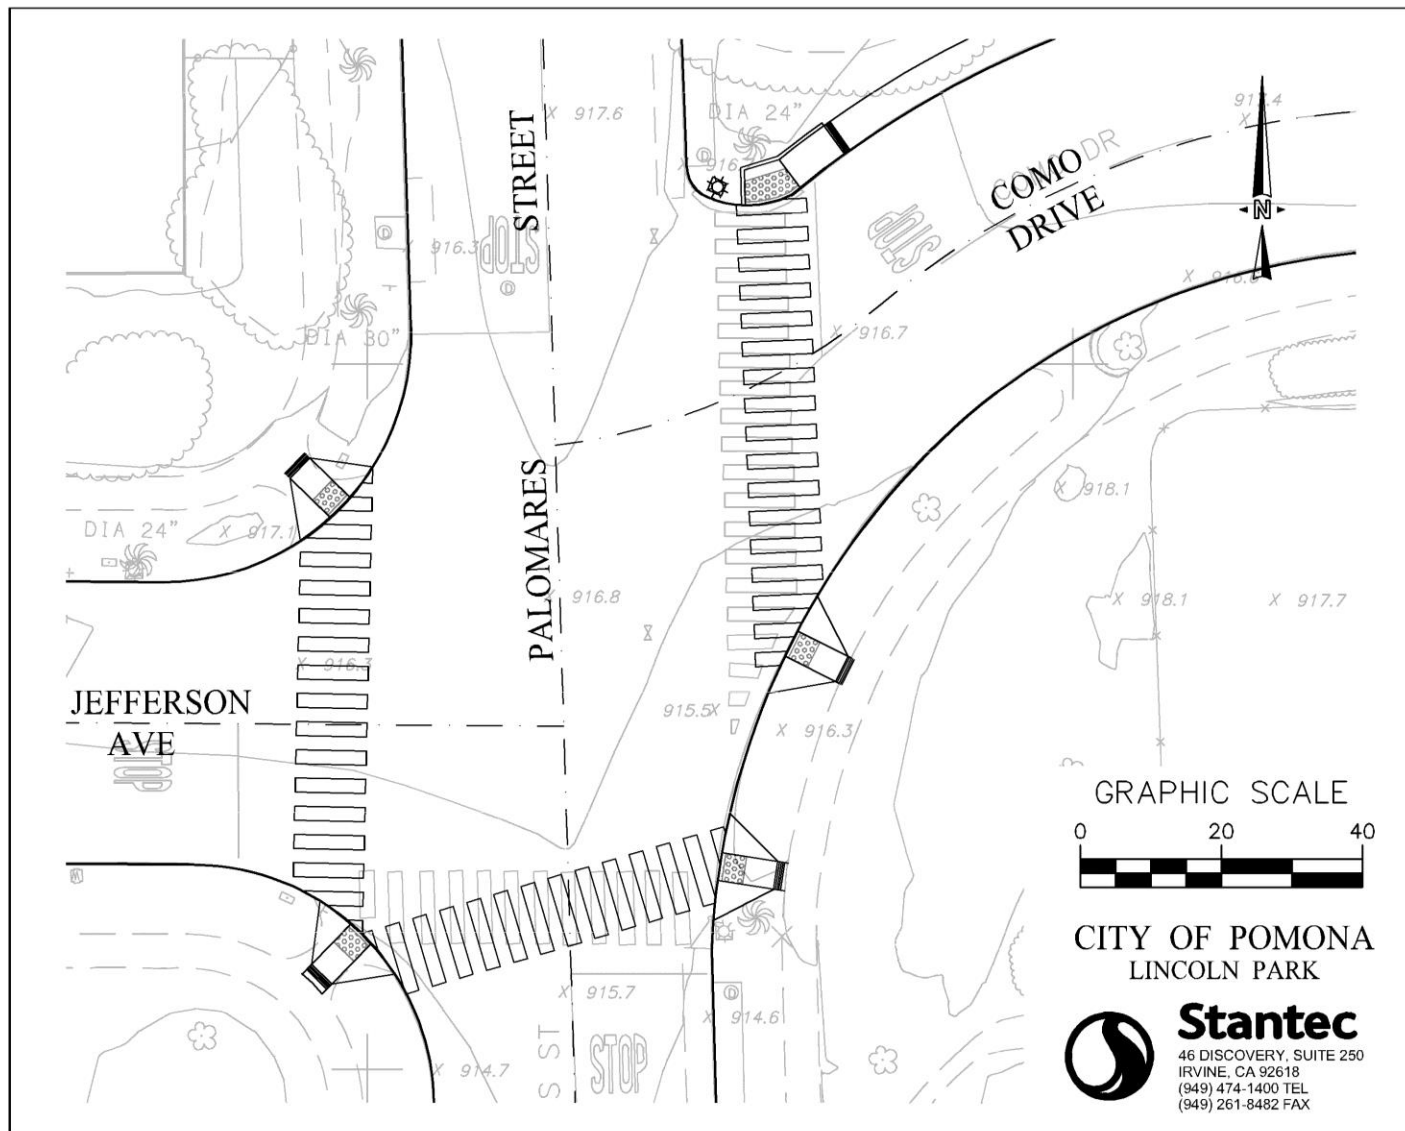 917.6
DIA 24"
917.4
STREET
COMO
DRIVE
DR
STOP
916.3
STOP
916.7
DIA 30"
918.1
PALOMARES
DIA 24"
917.1
916.8
918.1
917.7
916.3
JEFFERSON
AVE
STOP
915.5
916.3
GRAPHIC SCALE
0 20 40
CITY OF POMONA
LINCOLN PARK
915.7
914.6
914.7
S ST
STOP
Stantec
46 DISCOVERY, SUITE 250
IRVINE, CA 92618
(949) 474-1400 TEL
(949) 261-8482 FAX
N